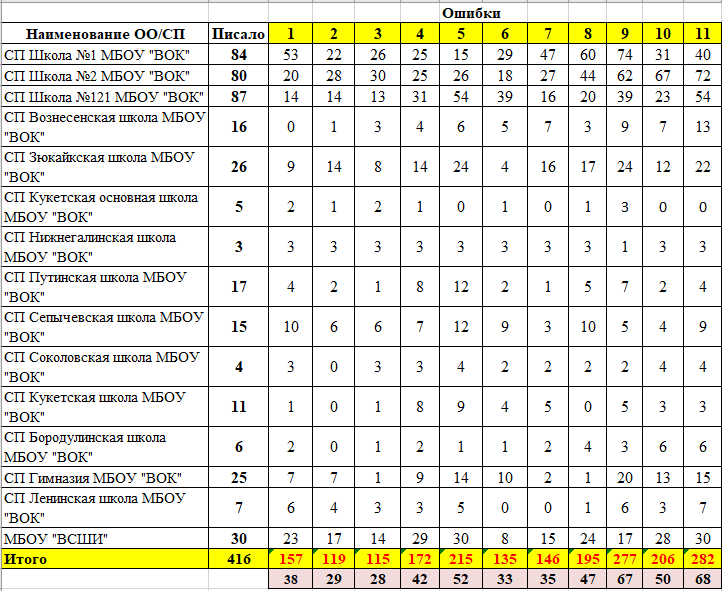 Ошибки
Наименование ОО/СП Писало 1 2 3 4 5 6 7 8 9 10 11
СП Школа №1 МБОУ "ВОК" 84 53 22 26 25 15 29 47 60 74 31 40
СП Школа №2 МБОУ "ВОК" 80 20 28 30 25 26 18 27 44 62 67 72
СП Школа №121 МБОУ "ВОК" 87 14 14 13 31 54 39 16 20 39 23 54
СП Вознесенская школа МБОУ
"ВОК" 16 0 1 3 4 6 5 7 3 9 7 13
СП Зюкайкская школа МБОУ
"ВОК" 26 9 14 8 14 24 4 16 17 24 12 22
СП Кукетская основная школа
МБОУ "ВОК" 5 2 1 2 1 0 1 0 1 3 0 0
СП Нижнегалинская школа
МБОУ "ВОК" 3 3 3 3 3 3 3 3 3 1 3 3
СП Путинская школа МБОУ
"ВОК" 17 4 2 1 8 12 2 1 5 7 2 4
СП Сепычевская школа МБОУ
"ВОК" 15 10 6 6 7 12 9 3 10 5 4 9
СП Соколовская школа МБОУ
"ВОК" 4 3 0 3 3 4 2 2 2 2 4 4
СП Кукетская школа МБОУ
"ВОК" 11 1 0 1 8 9 4 5 0 5 3 3
СП Бородулинская школа
МБОУ "ВОК" 6 2 0 1 2 1 1 2 4 3 6 6
СП Гимназия МБОУ "ВОК" 25 7 7 1 9 14 10 2 1 20 13 15
СП Ленинская школа МБОУ
"ВОК" 7 6 4 3 3 5 0 0 1 6 3 7
МБОУ "ВСШИ" 30 23 17 14 29 30 8 15 24 17 28 30
Итого 416 157 119 115 172 215 135 146 195 277 206 282
38 29 28 42 52 33 35 47 67 50 68